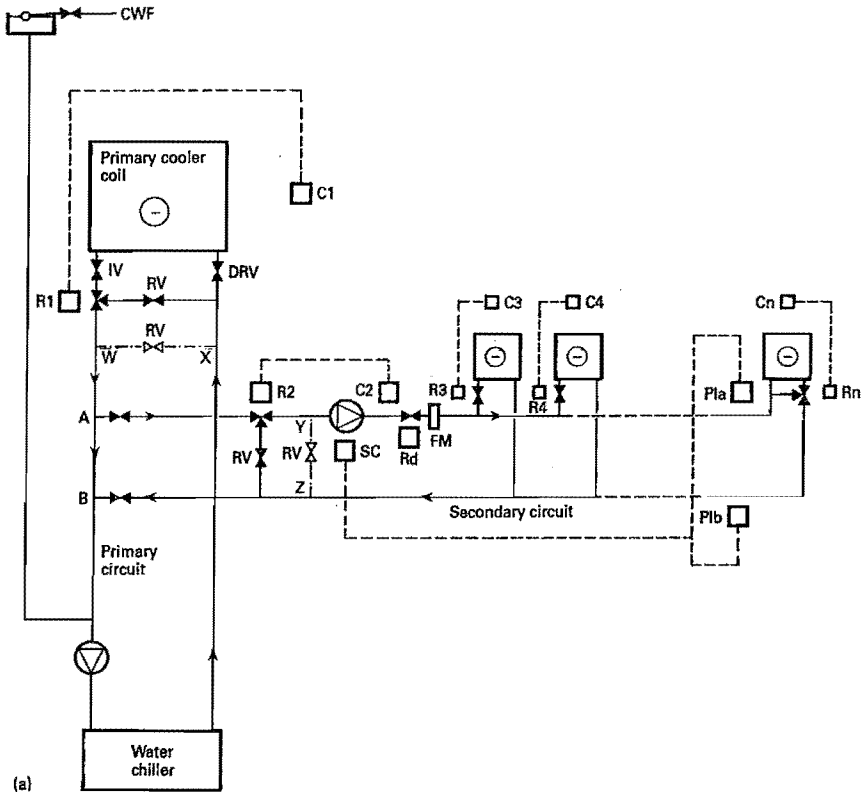 CWF
Primary cooler
coil
C1
IV
RV
DRV
R1
RV
W
X
C3
C4
Cn
R2
C2
R3
R4
Pla
Rn
A
Y
FM
RV
RV
SC
Rd
B
Z
Secondary circuit
Plb
Primary
circuit
Water
chiller
(a)